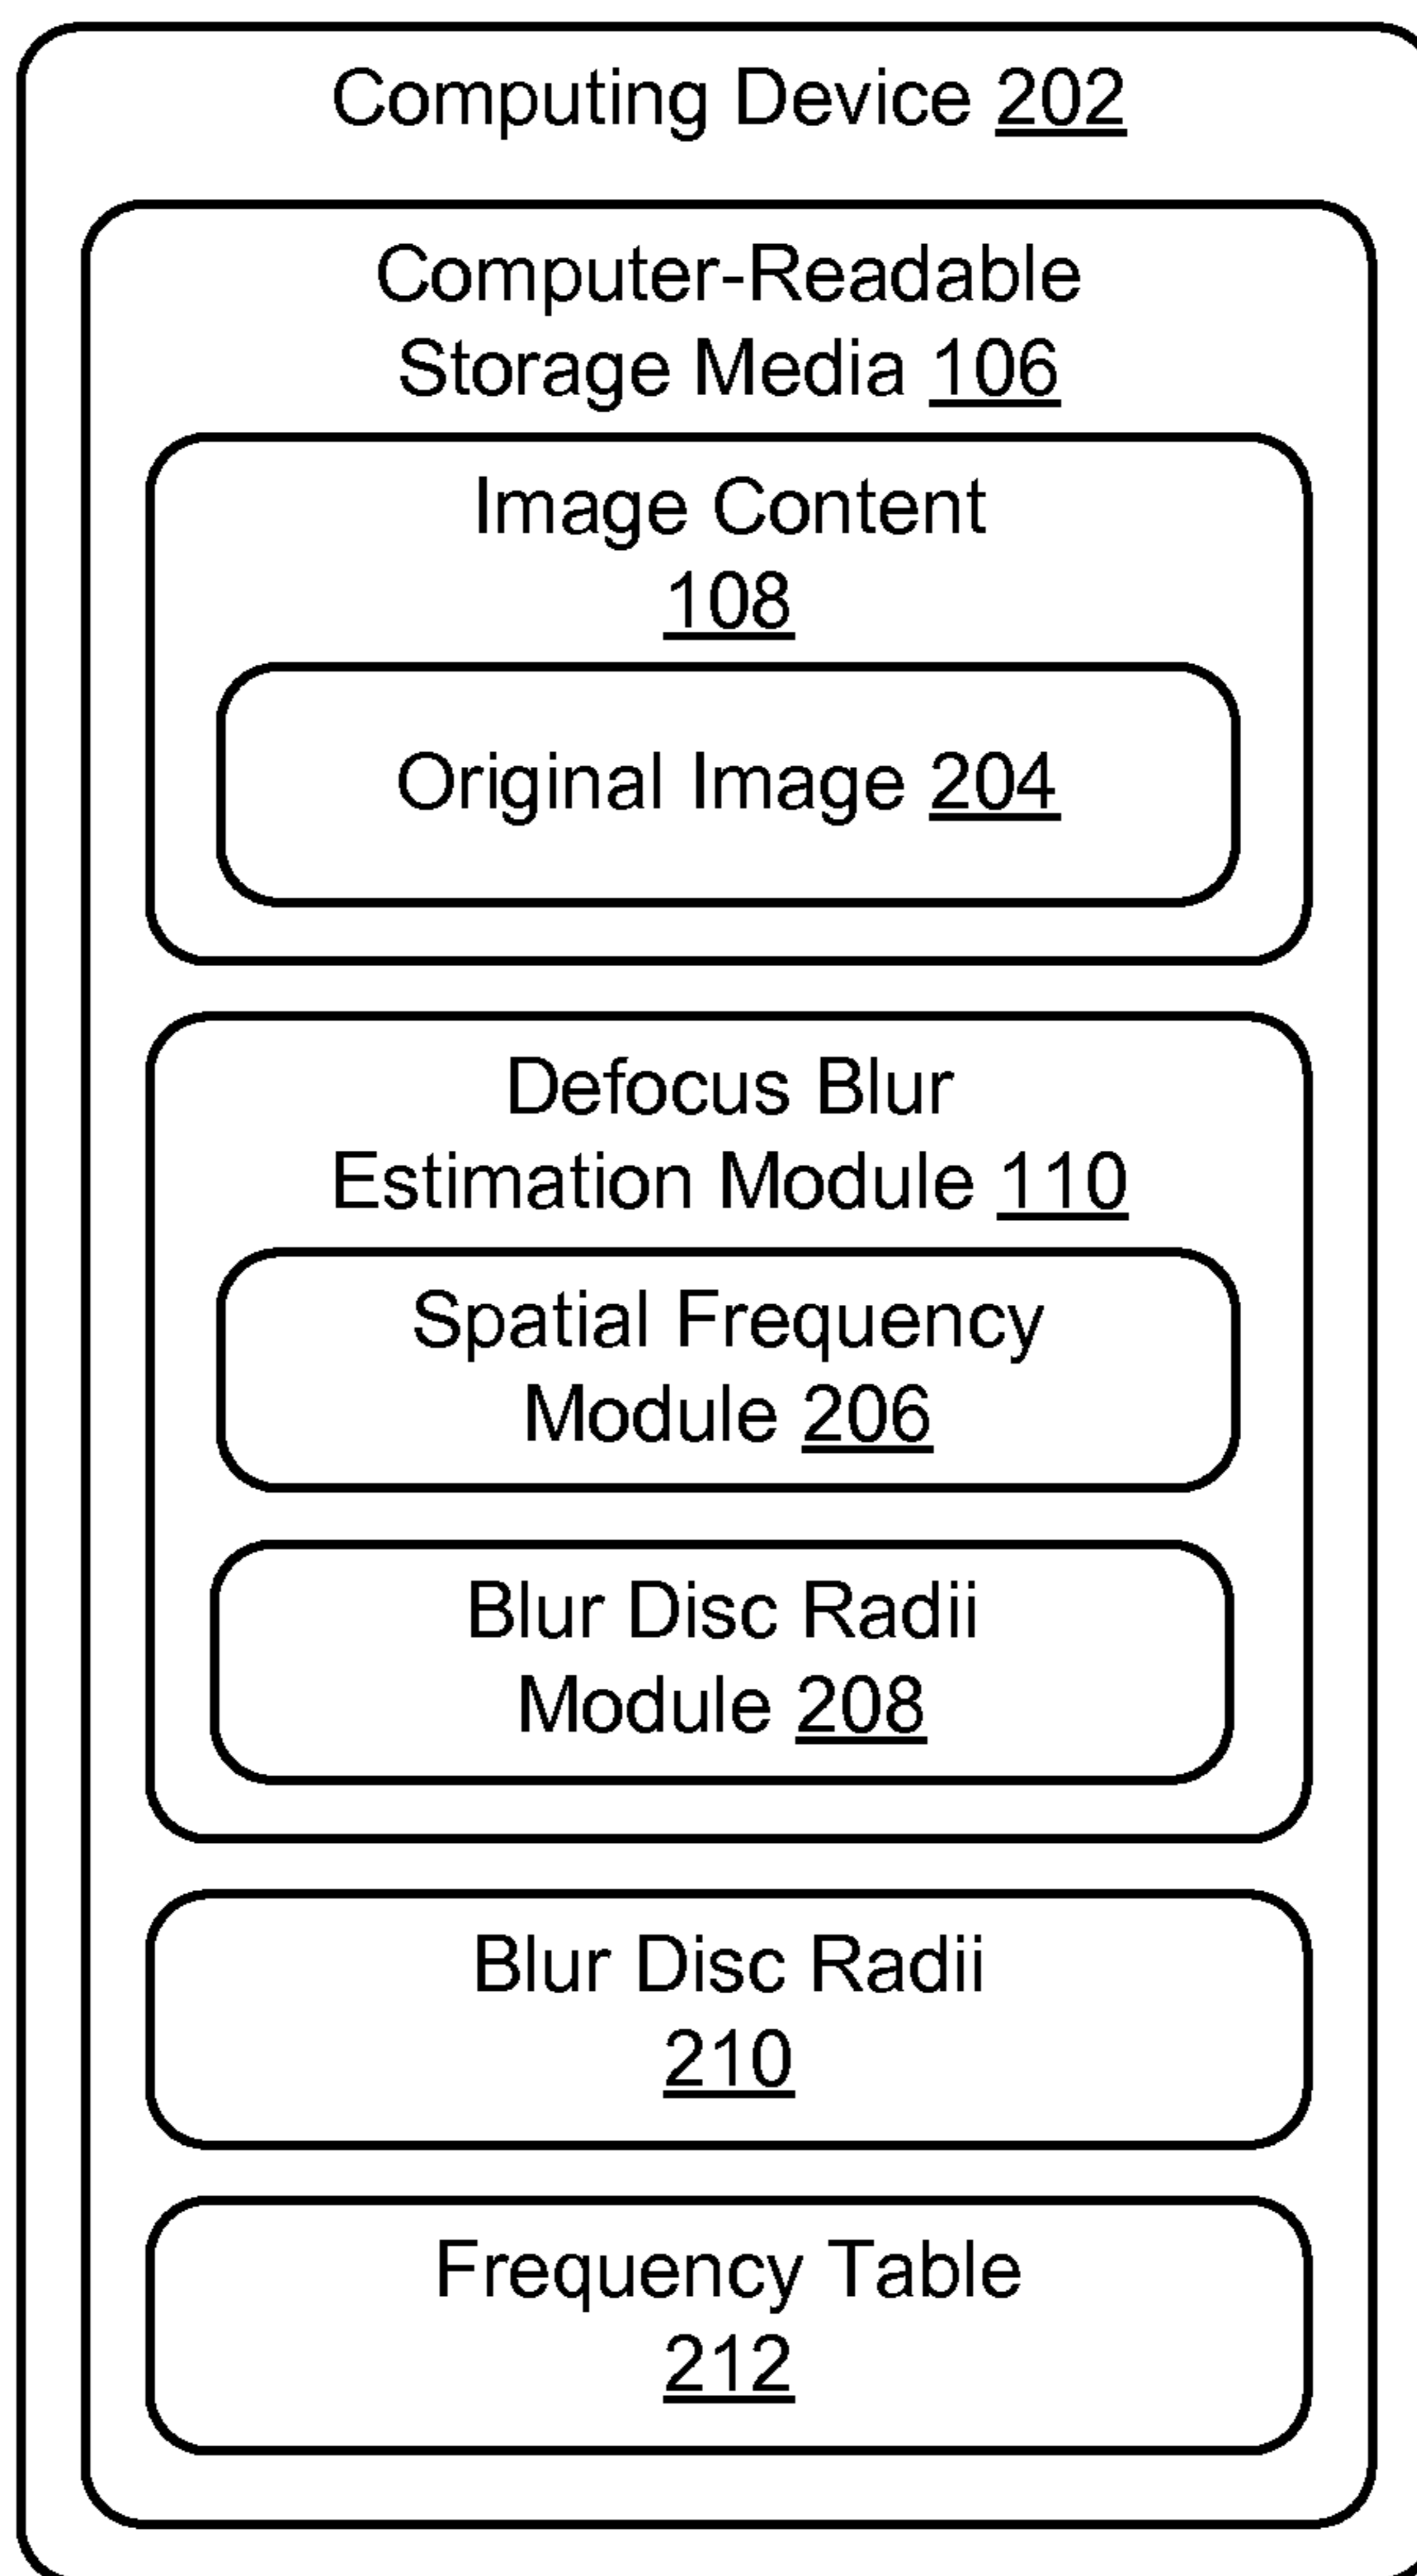 Computing Device 202
Computer-Readable
Storage Media 106
Image Content
108
Original Image 204
Defocus Blur
Estimation Module 110
Spatial Frequency
Module 206
Blur Disc Radii
Module 208
Blur Disc Radii
210
Frequency Table
212